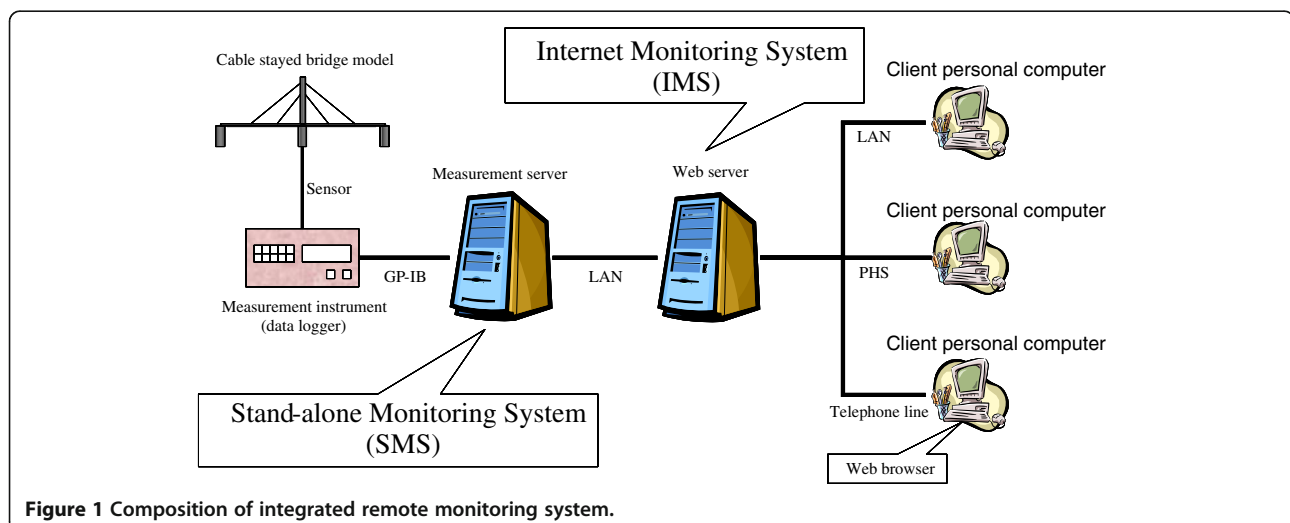 Cable stayed bridge model
Sensor
Measurement instrument
(data logger)
GP-IB
Measurement server
Stand-alone Monitoring System
(SMS)
LAN
Internet Monitoring System
(IMS)
Web server
Client personal computer
LAN
Client personal computer
PHS
Client personal computer
Telephone line
Web browser
Figure 1 Composition of integrated remote monitoring system.